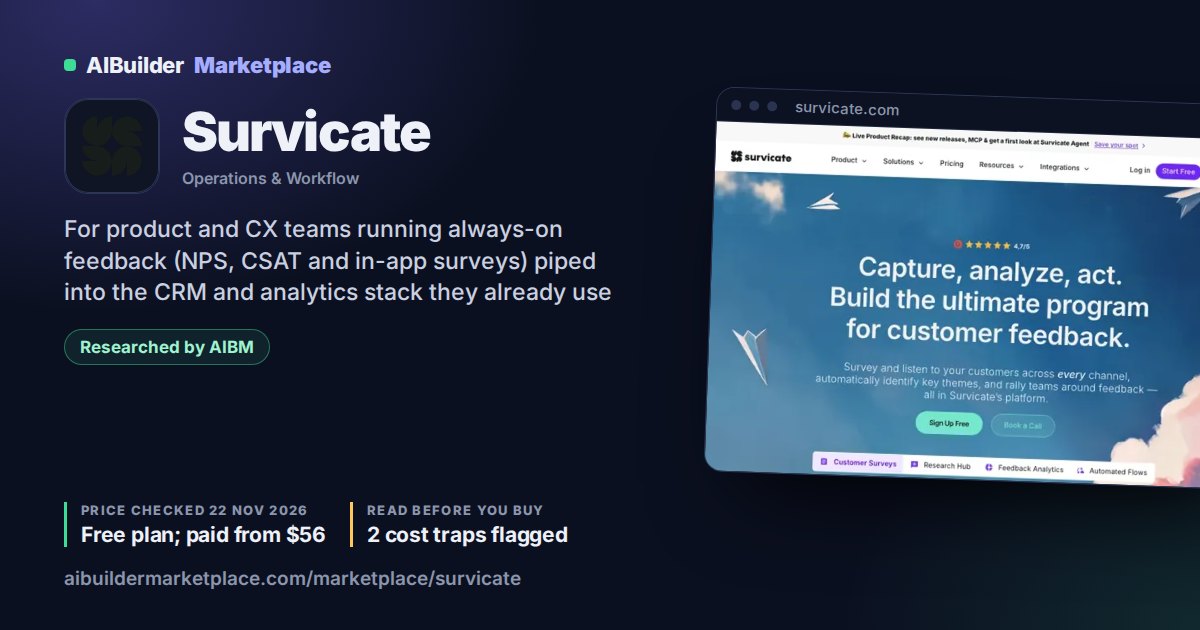 AIBuilder Marketplace
Survicate
Operations & Workflow
For product and CX teams running always-on
feedback (NPS, CSAT and in-app surveys) piped
into the CRM and analytics stack they already use
Researched by AIBM
PRICE CHECKED 22 NOV 2026
Free plan; paid from $56
READ BEFORE YOU BUY
2 cost traps flagged
aibuildermarketplace.com/marketplace/survicate
survicate.com
Live Product Recap: see new releases, MCP & get a first look at Survicate Agent Save your spot
survicate Product Solutions Pricing Resources Integrations Log in Start Free
4,7/5
Capture, analyze, act.
Build the ultimate program
for customer feedback.
Survey and listen to your customers across every channel,
automatically identify key themes, and rally teams around feedback —
all in Survicate's platform.
Sign Up Free Book a Call
Customer Surveys Research Hub Feedback Analytics Automated Flows